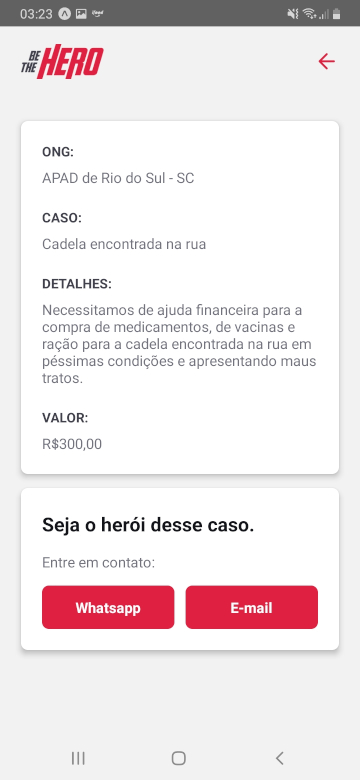 03:23
BE
THE HERO
ONG:
APAD de Rio do Sul - SC
CASO:
Cadela encontrada na rua
DETALHES:
Necessitamos de ajuda financeira para a
compra de medicamentos, de vacinas e
ração para a cadela encontrada na rua em
péssimas condições e apresentando maus
tratos.
VALOR:
R$300,00
Seja o herói desse caso.
Entre em contato:
Whatsapp E-mail